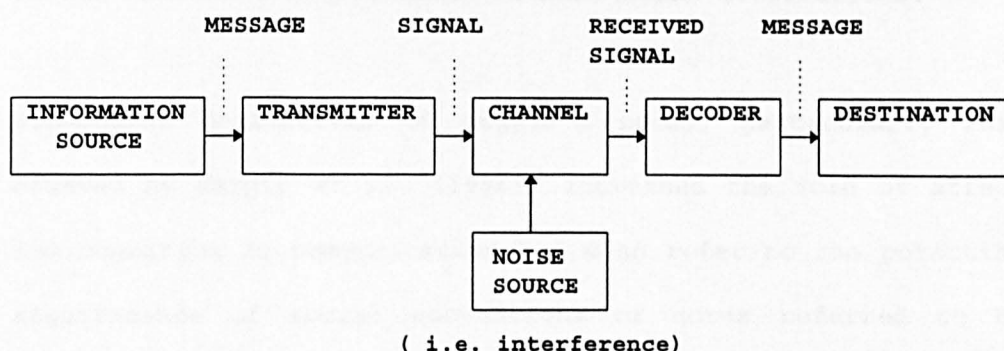 MESSAGE SIGNAL RECEIVED MESSAGE
SIGNAL
INFORMATION TRANSMITTER CHANNEL DECODER DESTINATION
SOURCE
NOISE
SOURCE
( i.e. interference)